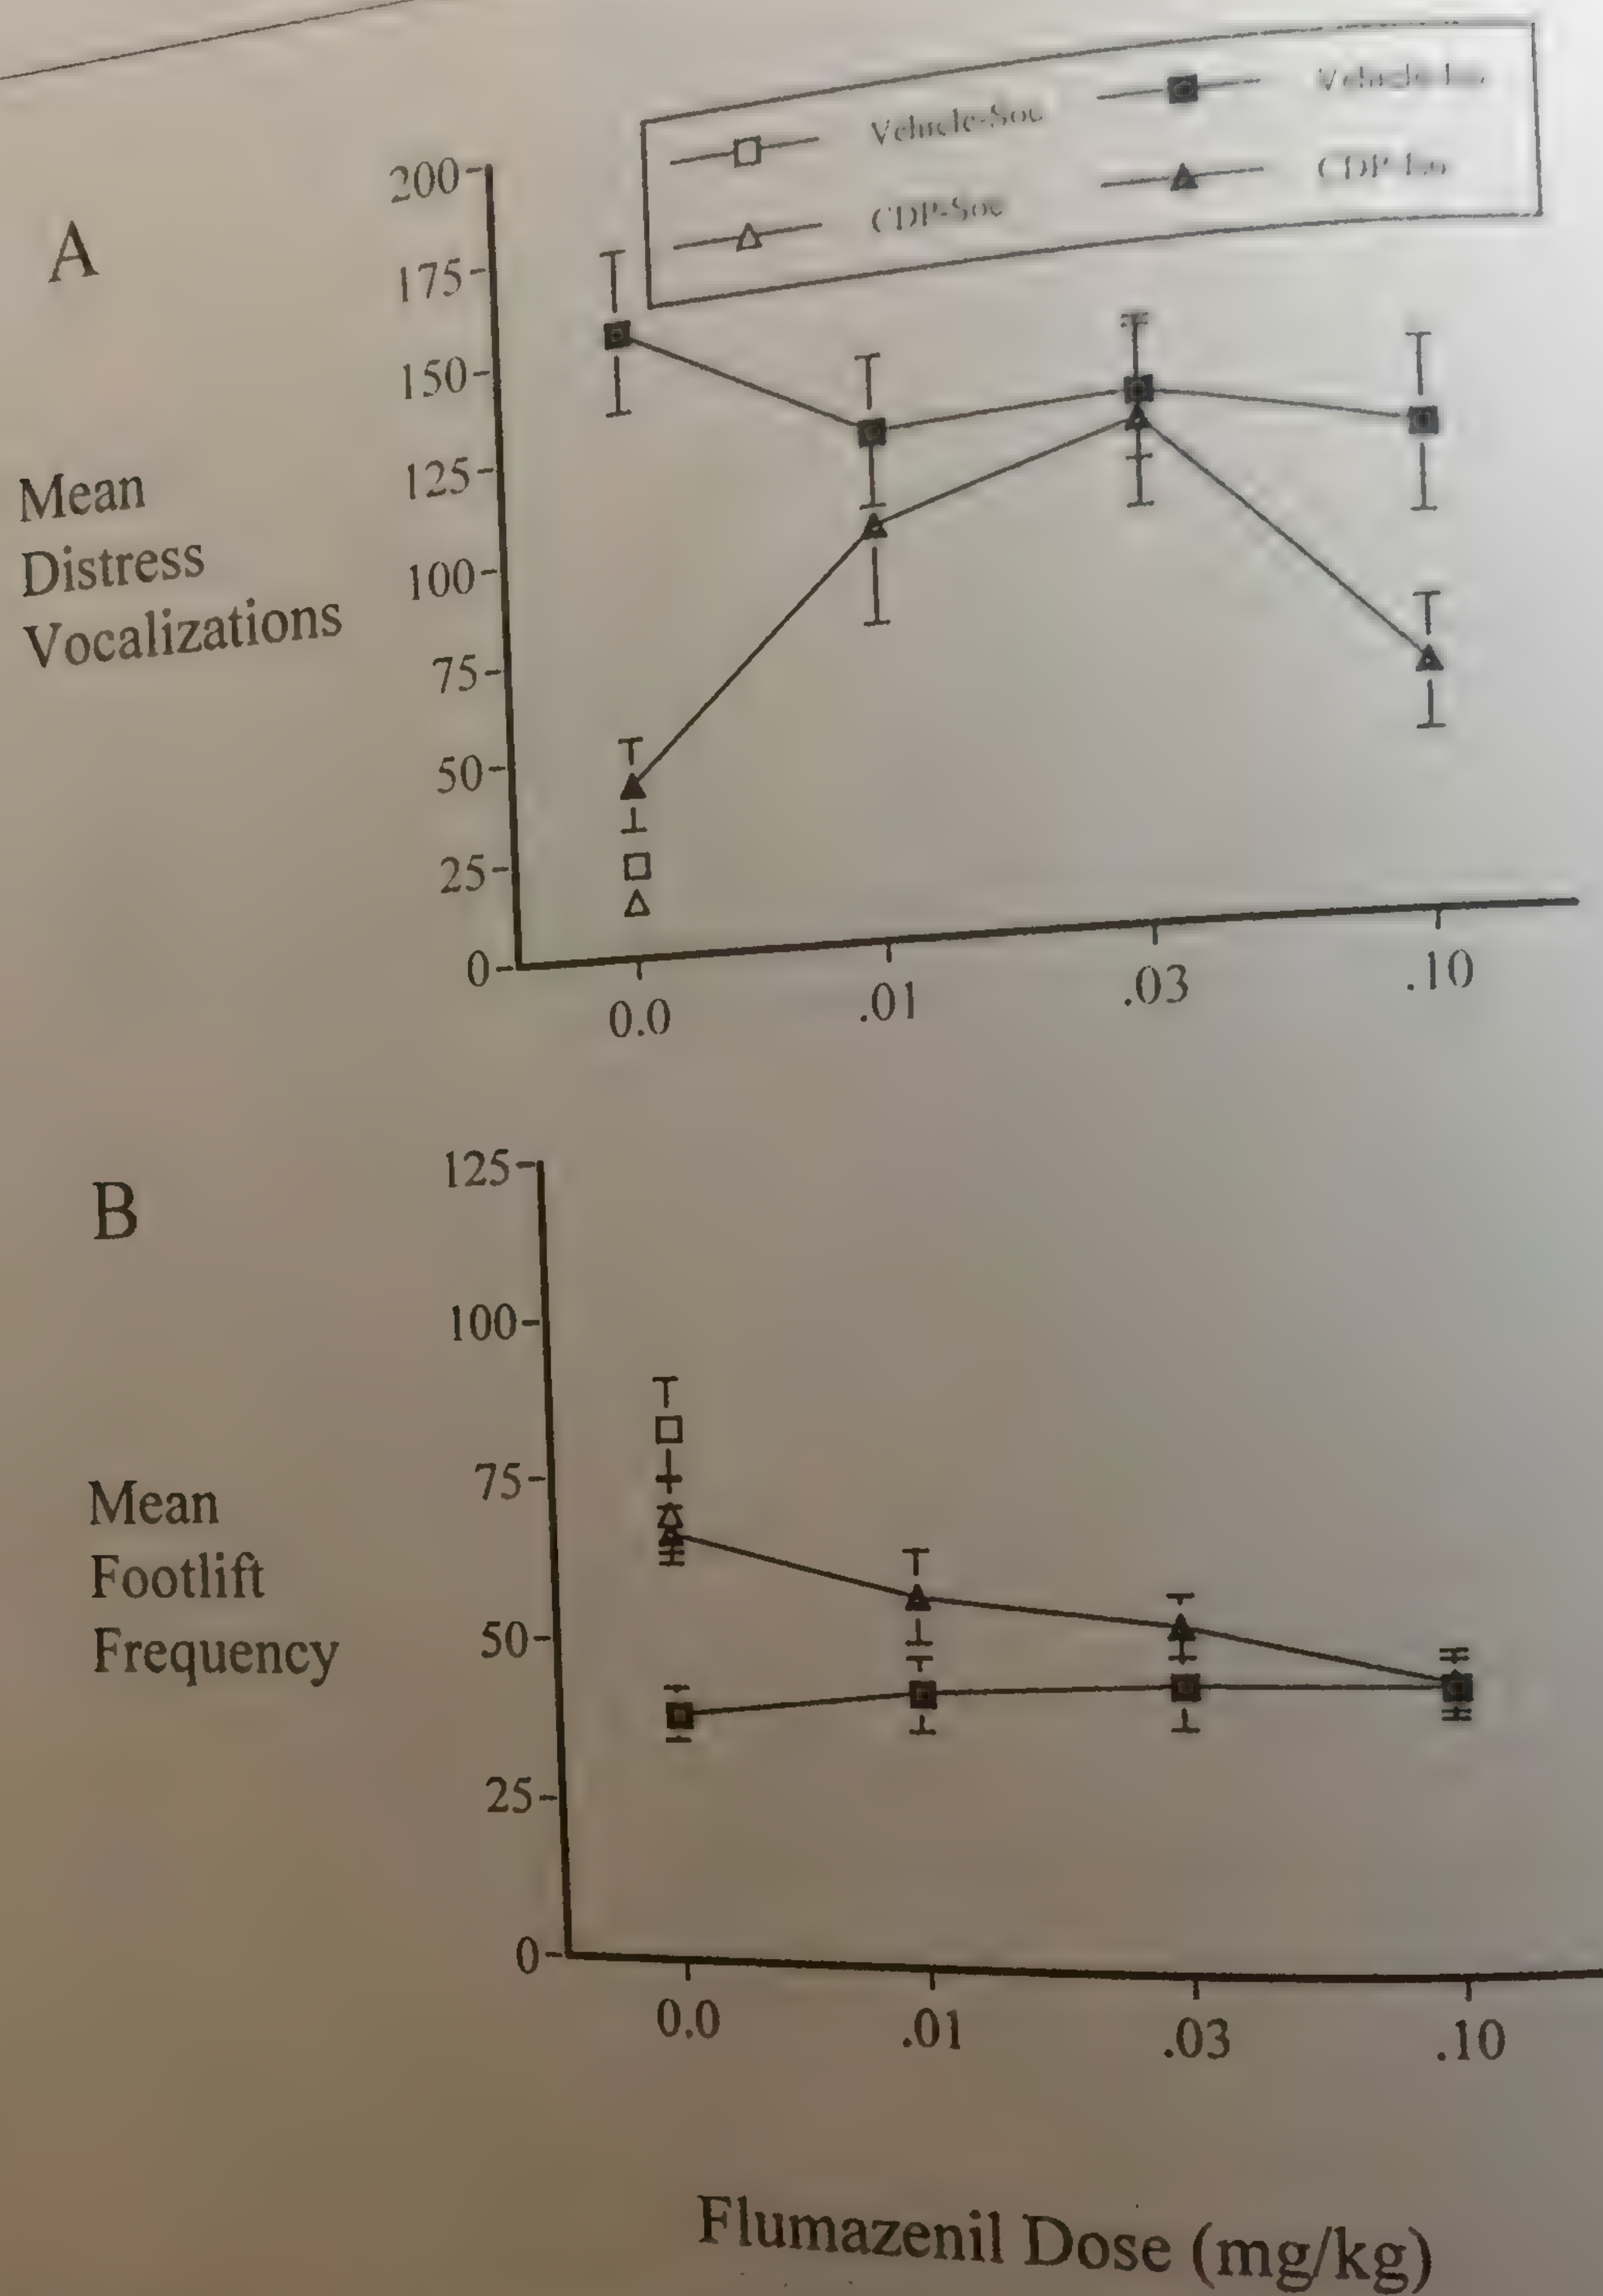 Vehicle-Soc
CDP-Soc
A
200
175
150
125
100
75
50
25
0
Mean
Distress
Vocalizations
0.0 .01 .03 .10
B
125
100
75
50
25
0
Mean
Footlift
Frequency
0.0 .01 .03 .10
Flumazenil Dose (mg/kg)